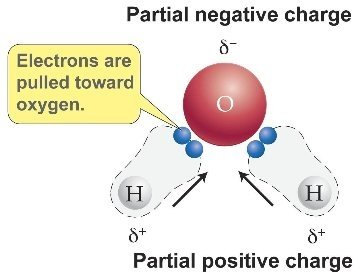 Partial negative charge
δ⁻
Electrons are
pulled toward
oxygen.
O
H
H
δ⁺
δ⁺
Partial positive charge